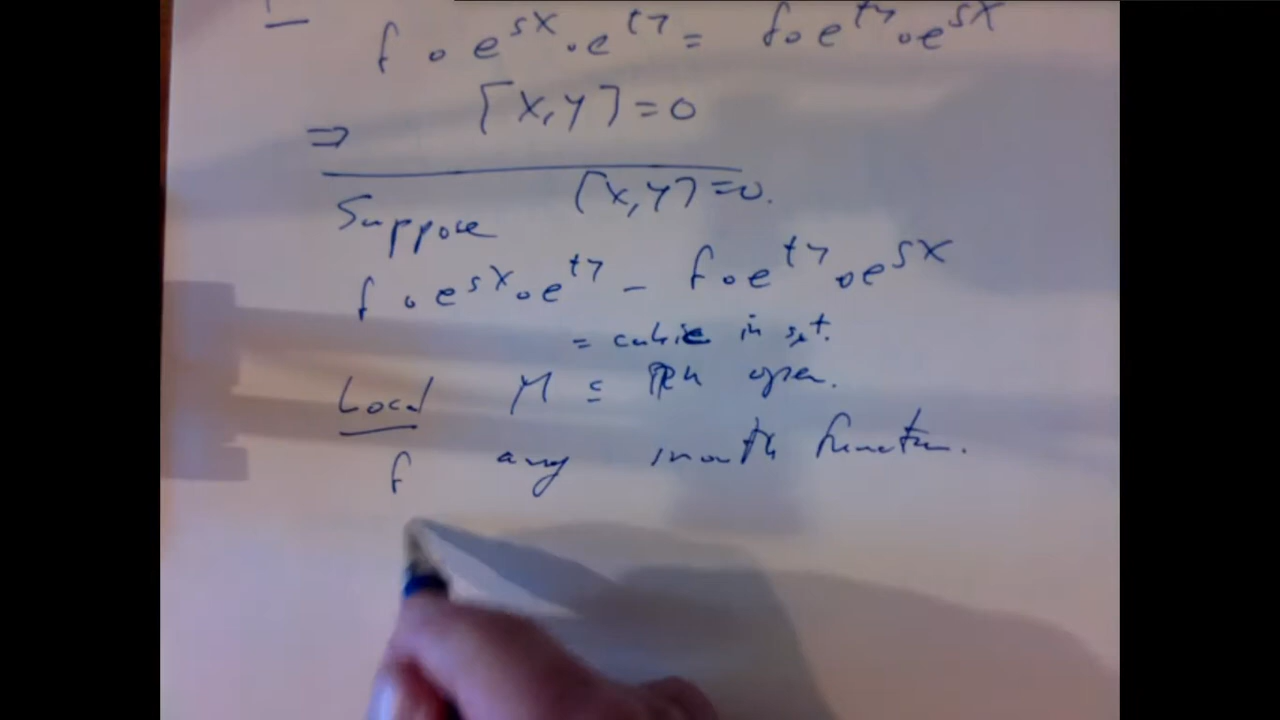 f ∘ e^{sX} ∘ e^{tY} = f ∘ e^{tY} ∘ e^{sX}
⇒ [X, Y] = 0
Suppose [X, Y] = 0.
f ∘ e^{sX} ∘ e^{tY} – f ∘ e^{tY} ∘ e^{sX}
= cubic in s,t.
Local M ⊆ ℝn open.
f any smooth function.